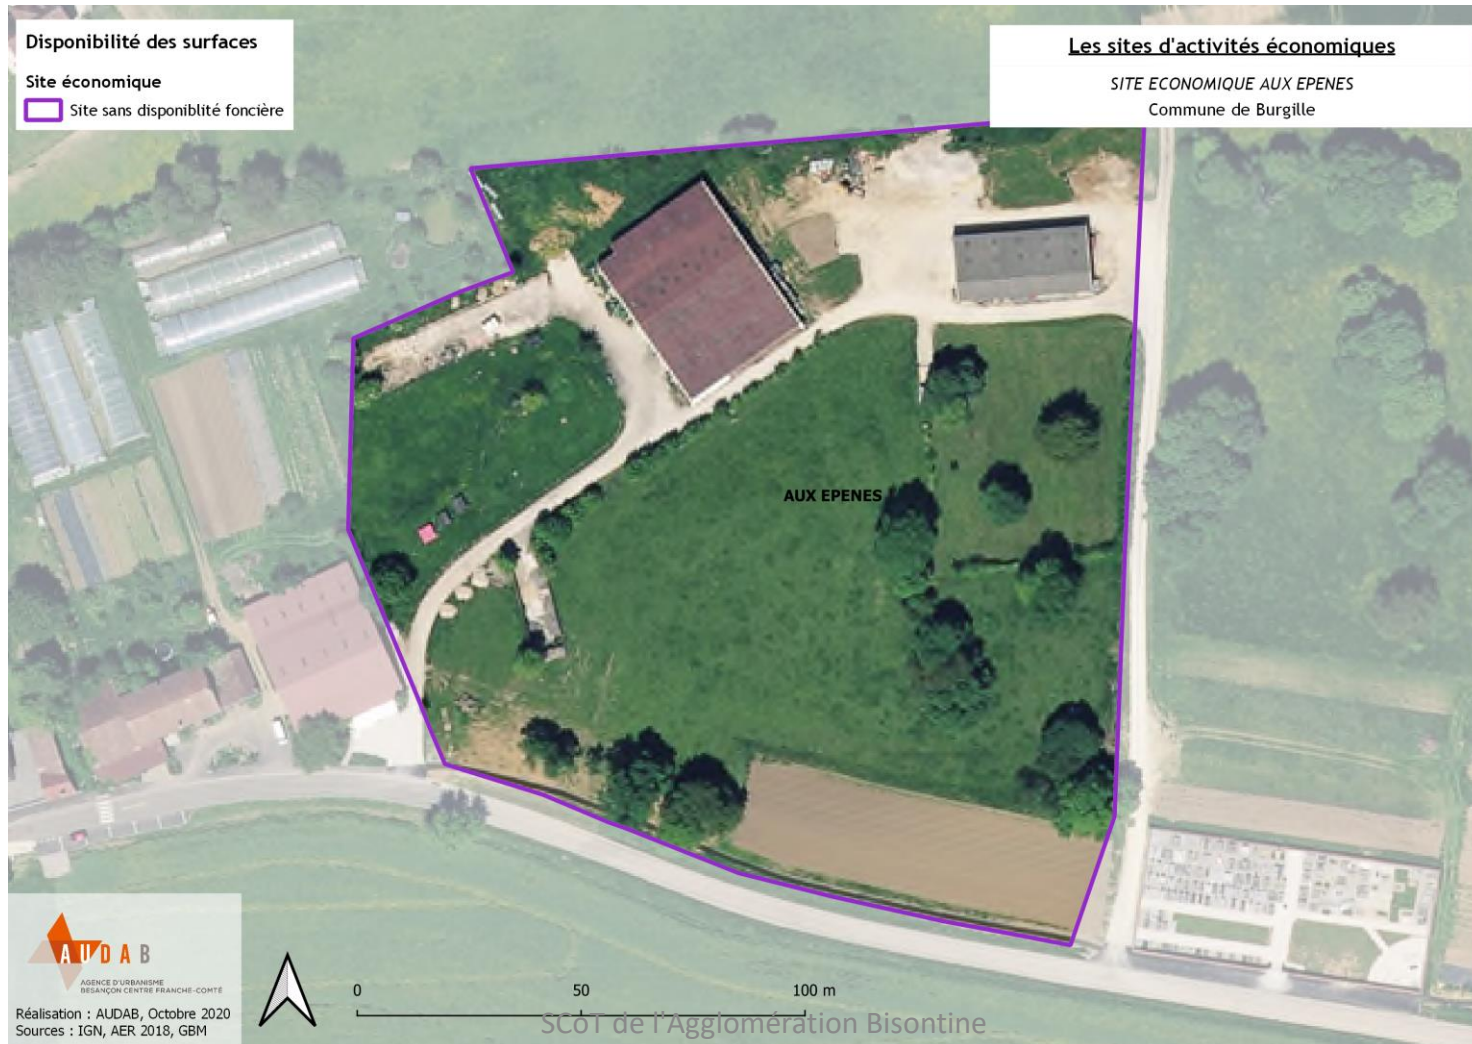 Disponibilité des surfaces
Site économique
Site sans disponiblité foncière
Les sites d'activités économiques
SITE ECONOMIQUE AUX EPENES
Commune de Burgille
AUX EPENES
AUDAB
AGENCE D'URBANISME
BESANÇON CENTRE FRANCHE-COMTÉ
Réalisation : AUDAB, Octobre 2020
Sources : IGN, AER 2018, GBM
0 50 100 m
SCoT de l'Agglomération Bisontine